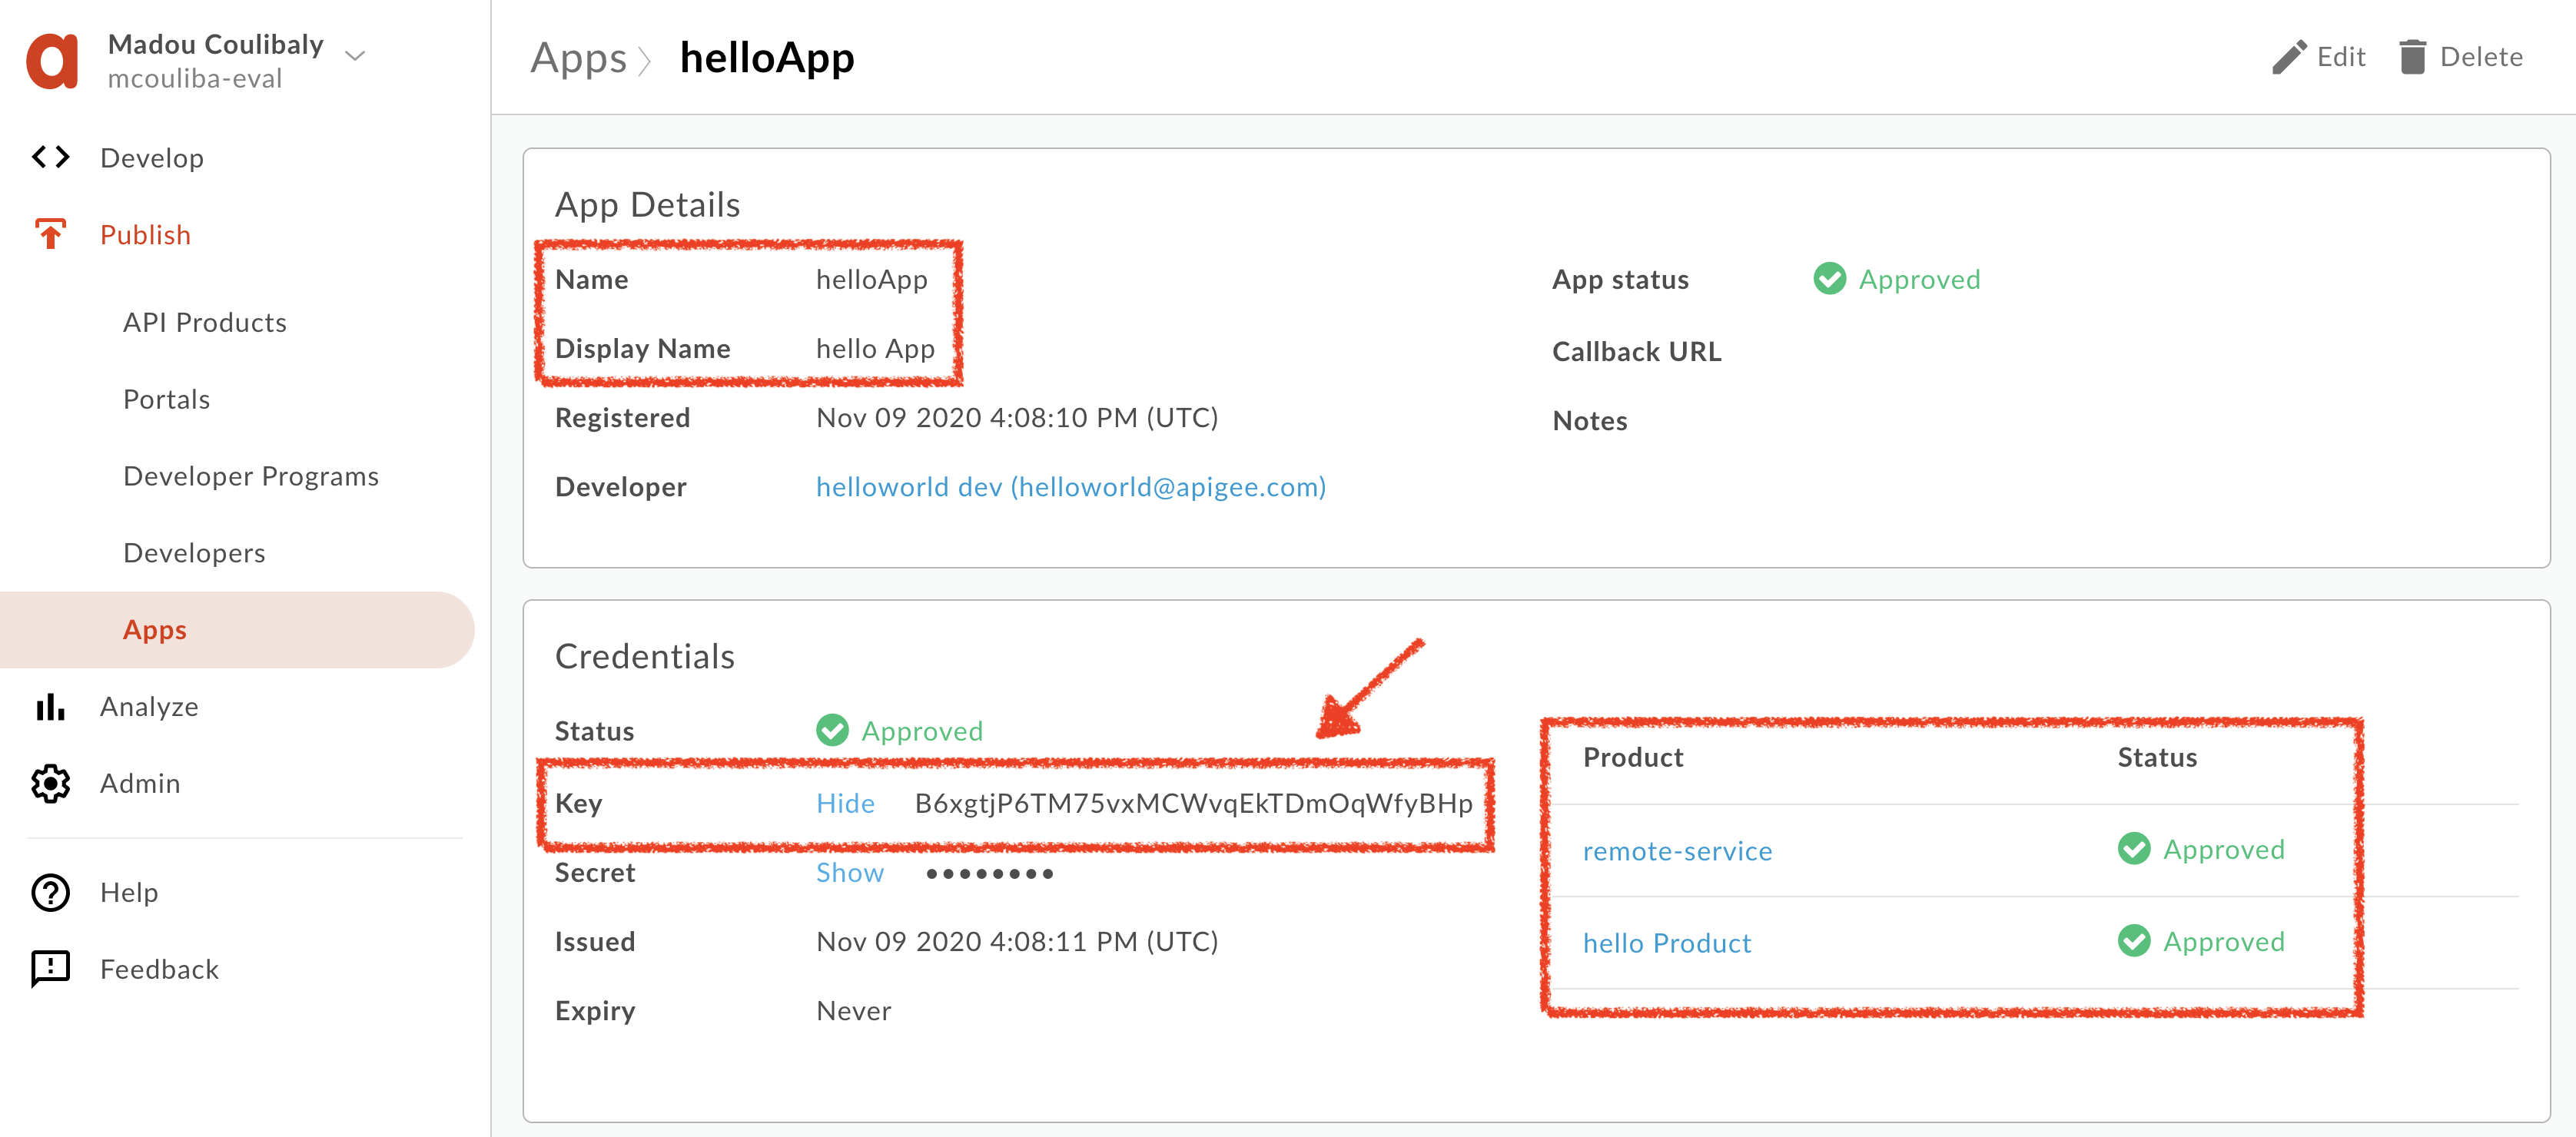 Madou Coulibaly
mcouliba-eval
Develop
Publish
API Products
Portals
Developer Programs
Developers
Apps
Analyze
Admin
Help
Feedback
Apps
helloApp
Edit
Delete
App Details
Name helloApp
Display Name hello App
Registered Nov 09 2020 4:08:10 PM (UTC)
Developer helloworld dev (helloworld@apigee.com)
App status Approved
Callback URL
Notes
Credentials
Status Approved
Key Hide B6xgtjP6TM75vxMCWvqEkTDmOqWfyBHp
Secret Show ••••••••
Issued Nov 09 2020 4:08:11 PM (UTC)
Expiry Never
Product Status
remote-service Approved
hello Product Approved